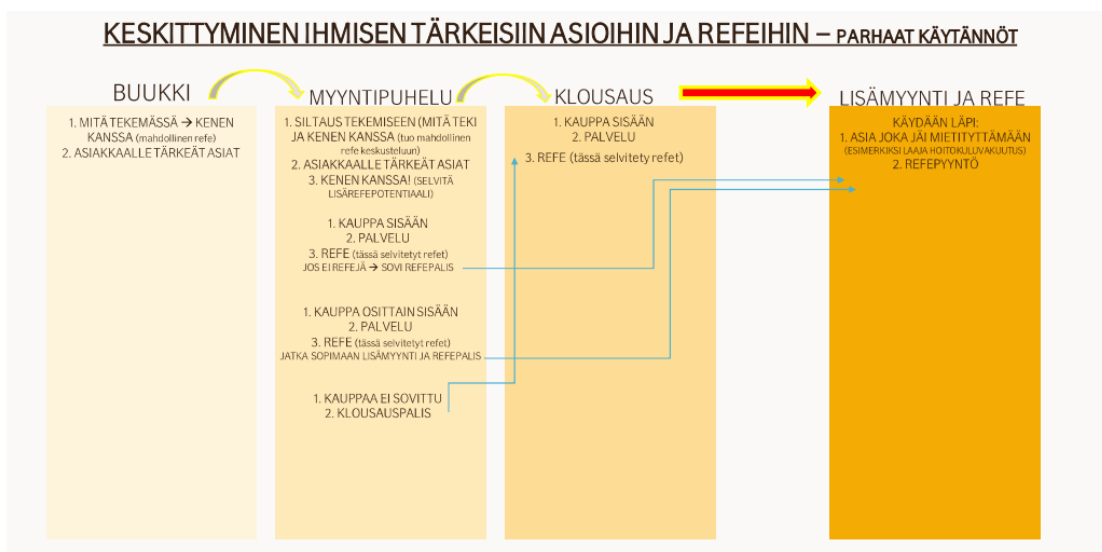 KESKITTYMINEN IHMISEN TÄRKEISIIN ASIOIHIN JA REFEIHIN – PARHAAT KÄYTÄNNÖT
BUUKKI
1. MITÄ TEKEMÄSSÄ → KENEN
KANSSA (mahdollinen refe)
2. ASIAKKAALLE TÄRKEÄT ASIAT
MYYNTIPUHELU
1. SILTAUS TEKEMISEEN (MITÄ TEKI
JA KENEN KANSSA (tuo mahdollinen
refe keskusteluun)
2. ASIAKKAALLE TÄRKEÄT ASIAT
3. KENEN KANSSA! (SELVITÄ
LISÄREFEPOTENTIAALI)
1. KAUPPA SISÄÄN
2. PALVELU
3. REFE (tässä selvitetyt refet)
JOS EI REFEJÄ → SOVI REFEPALIS
1. KAUPPA OSITTAIN SISÄÄN
2. PALVELU
3. REFE (tässä selvitetyt refet)
JATKA SOPIMAAN LISÄMYYNTI JA REFEPALIS
1. KAUPPAA EI SOVITTU
2. KLOUSAUSPALIS
KLOUSAUS
1. KAUPPA SISÄÄN
2. PALVELU
3. REFE (tässä selvitety refet)
LISÄMYYNTI JA REFE
KÄYDÄÄN LÄPI:
1. ASIA JOKA JÄI MIETITYTTÄMÄÄN
(ESIMERKIKSI LAAJA HOITOKULUVAKUUTUS)
2. REFEPYYNTÖ